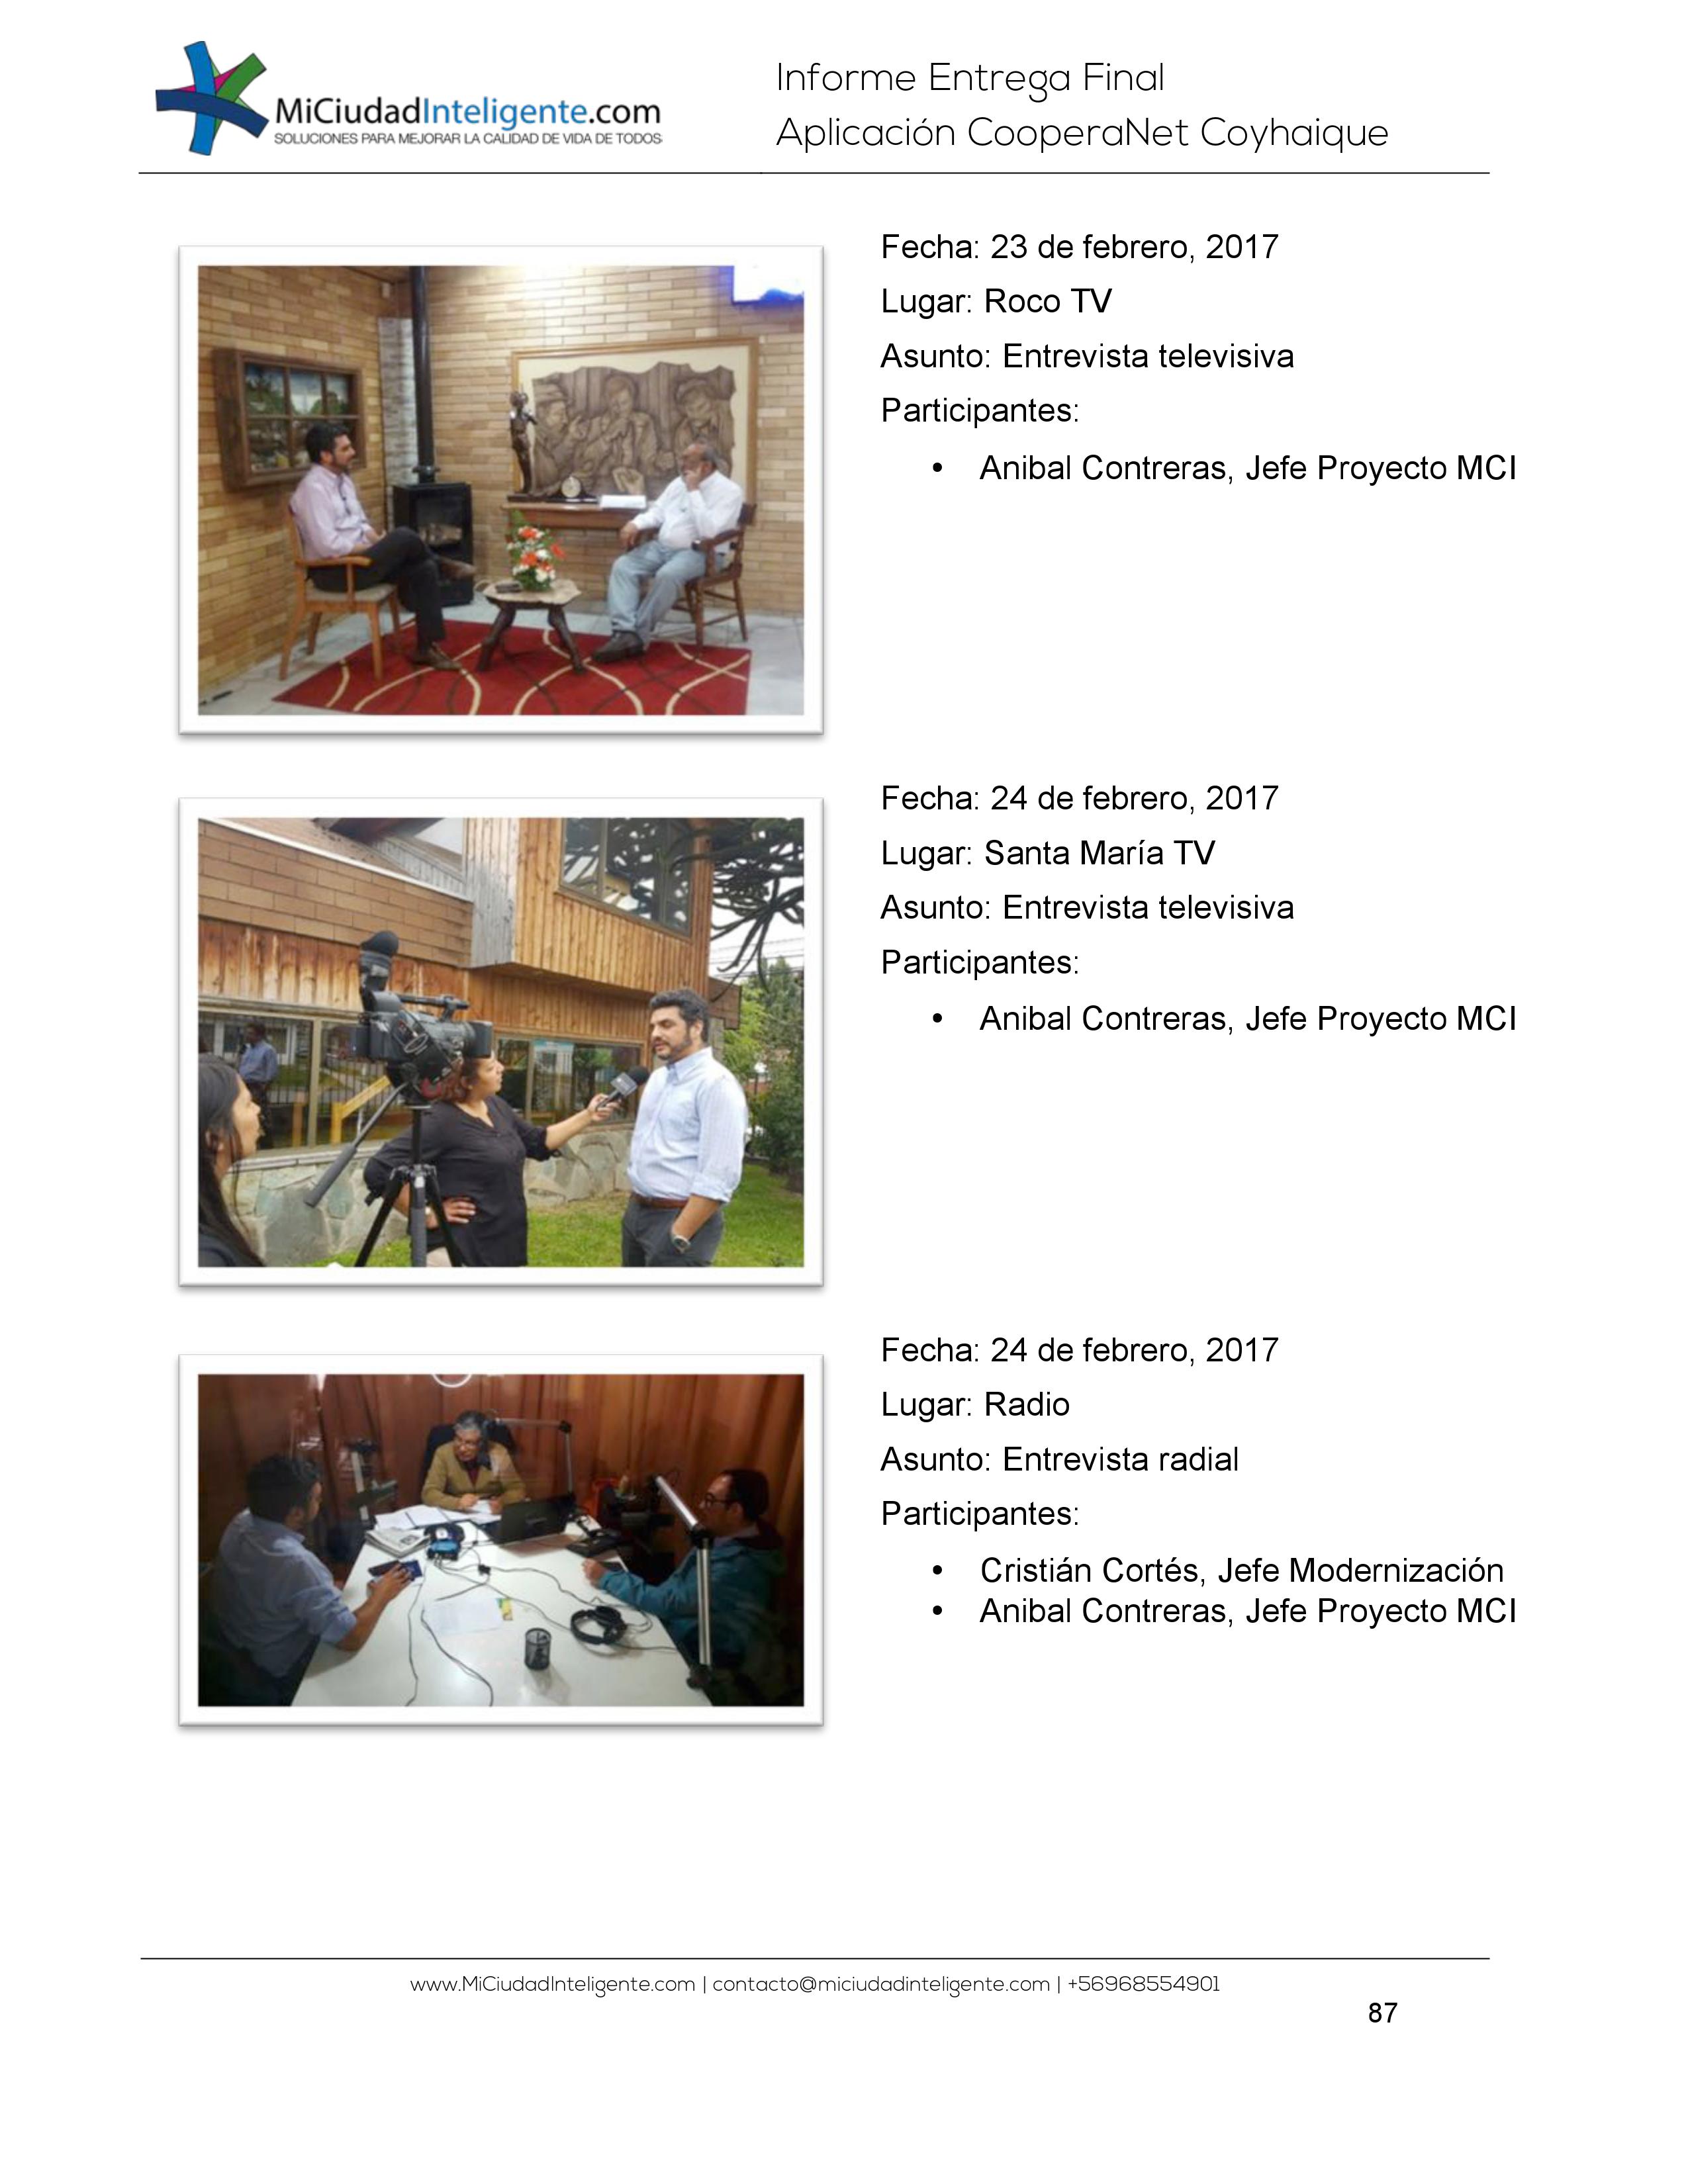 MiCiudadInteligente.com
SOLUCIONES PARA MEJORAR LA CALIDAD DE VIDA DE TODOS
Informe Entrega Final
Aplicación CooperaNet Coyhaique
Fecha: 23 de febrero, 2017
Lugar: Roco TV
Asunto: Entrevista televisiva
Participantes:
• Anibal Contreras, Jefe Proyecto MCI
Fecha: 24 de febrero, 2017
Lugar: Santa María TV
Asunto: Entrevista televisiva
Participantes:
• Anibal Contreras, Jefe Proyecto MCI
Fecha: 24 de febrero, 2017
Lugar: Radio
Asunto: Entrevista radial
Participantes:
• Cristián Cortés, Jefe Modernización
• Anibal Contreras, Jefe Proyecto MCI
www.MiCiudadInteligente.com | contacto@miciudadinteligente.com | +56968554901
87